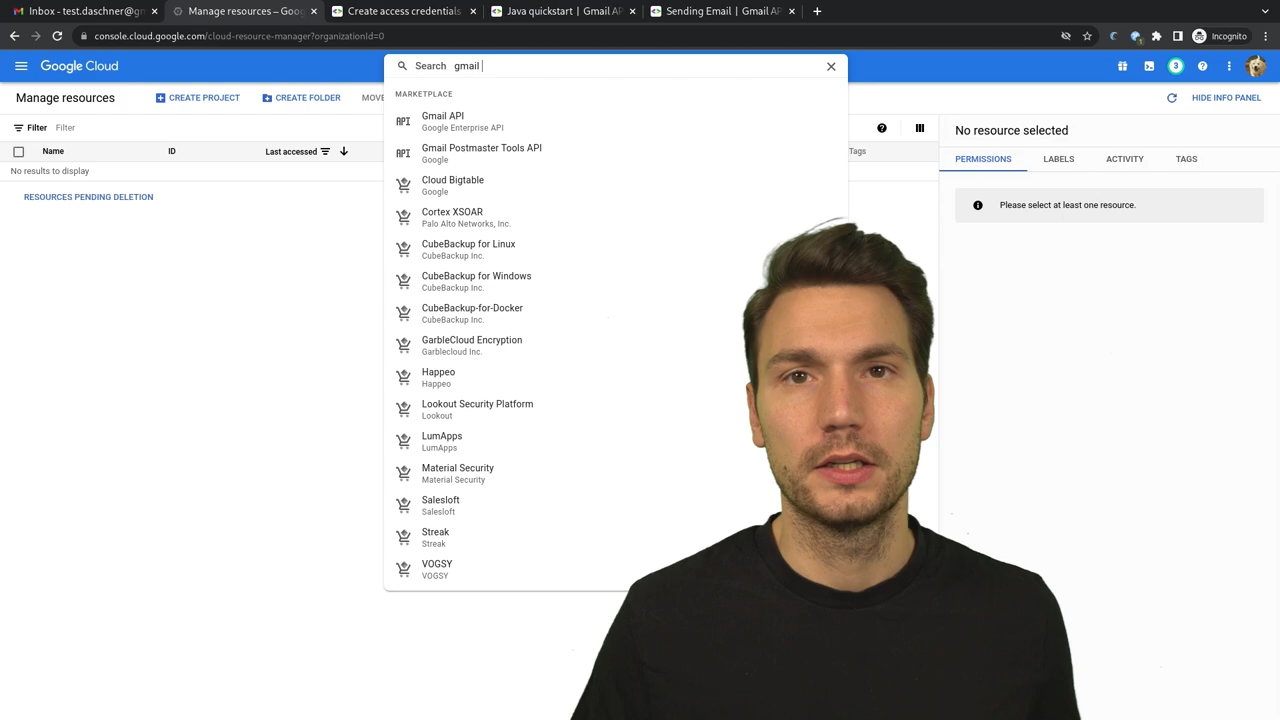 Inbox - test.daschner@gn
Manage resources – Goog
Create access credentials
Java quickstart | Gmail AP
Sending Email | Gmail AP
console.cloud.google.com/cloud-resource-manager?organizationId=0
Incognito
Google Cloud
Search gmail
3
Manage resources
CREATE PROJECT
CREATE FOLDER
MOVE
HIDE INFO PANEL
Filter Filter
Name ID Last accessed
Tags
No results to display
RESOURCES PENDING DELETION
MARKETPLACE
API
Gmail API
Google Enterprise API
API
Gmail Postmaster Tools API
Google
Cloud Bigtable
Google
Cortex XSOAR
Palo Alto Networks, Inc.
CubeBackup for Linux
CubeBackup Inc.
CubeBackup for Windows
CubeBackup Inc.
CubeBackup-for-Docker
CubeBackup Inc.
GarbleCloud Encryption
Garblecloud Inc.
Happeo
Happeo
Lookout Security Platform
Lookout
LumApps
LumApps
Material Security
Material Security
Salesloft
Salesloft
Streak
Streak
VOGSY
VOGSY
No resource selected
PERMISSIONS LABELS ACTIVITY TAGS
Please select at least one resource.